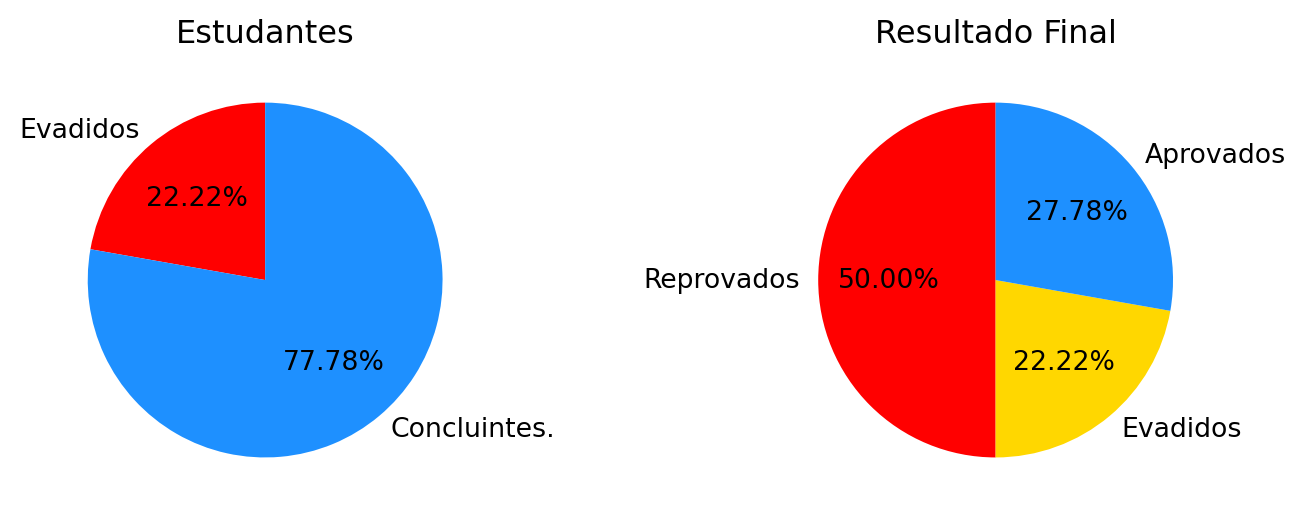 Estudantes
Evadidos
22.22%
77.78%
Concluintes.
Resultado Final
Aprovados
27.78%
Reprovados
50.00%
22.22%
Evadidos